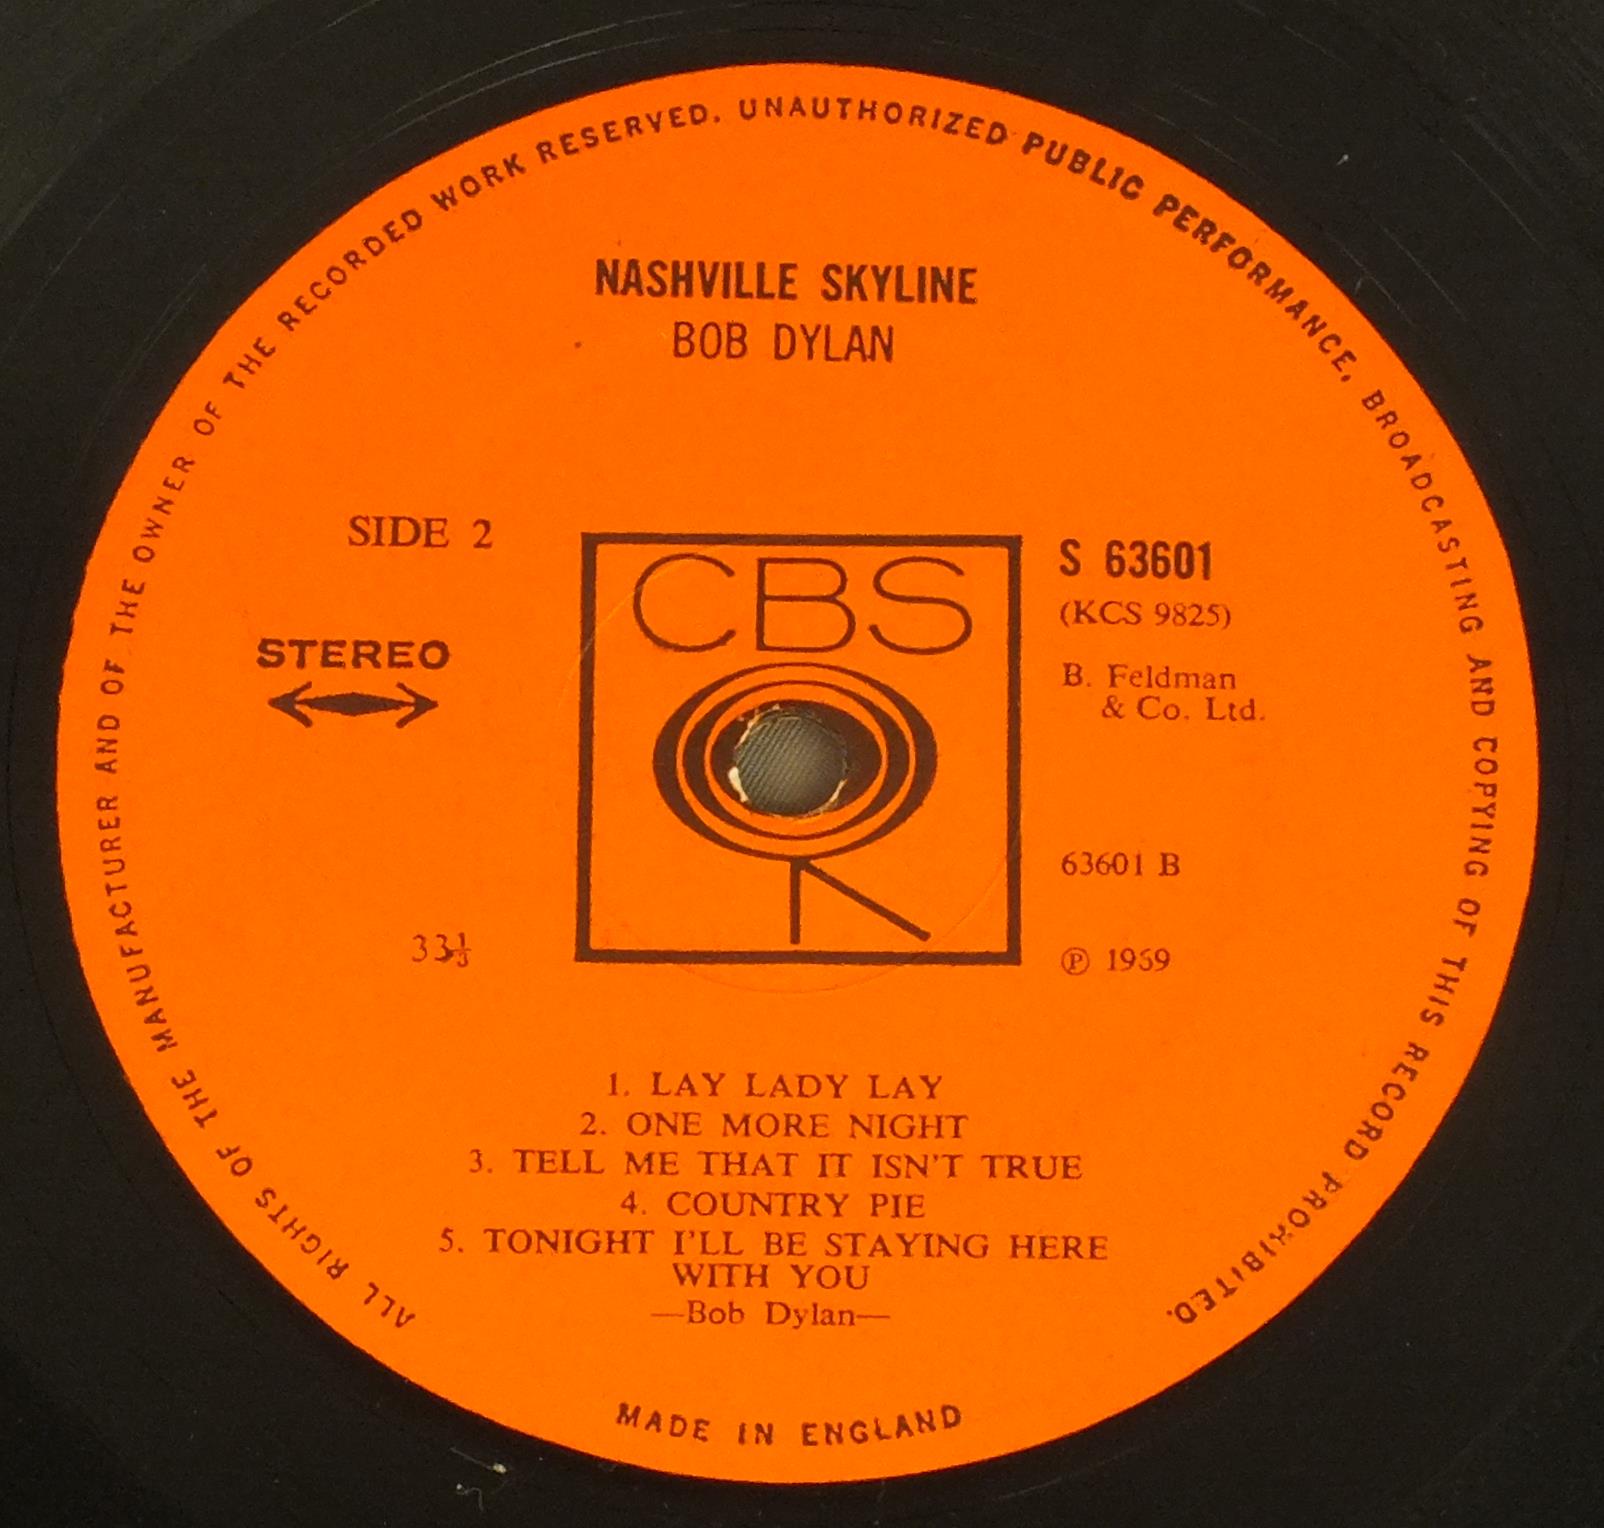 ALL RIGHTS OF THE MANUFACTURER AND OF THE OWNER OF THE RECORDED WORK RESERVED. UNAUTHORIZED PUBLIC PERFORMANCE, BROADCASTING AND COPYING OF THIS RECORD PROHIBITED.
NASHVILLE SKYLINE
BOB DYLAN
SIDE 2
STEREO
33⅓
CBS
S 63601
(KCS 9825)
B. Feldman
& Co. Ltd.
63601 B
Ⓟ 1969
1. LAY LADY LAY
2. ONE MORE NIGHT
3. TELL ME THAT IT ISN'T TRUE
4. COUNTRY PIE
5. TONIGHT I'LL BE STAYING HERE
WITH YOU
—Bob Dylan—
MADE IN ENGLAND